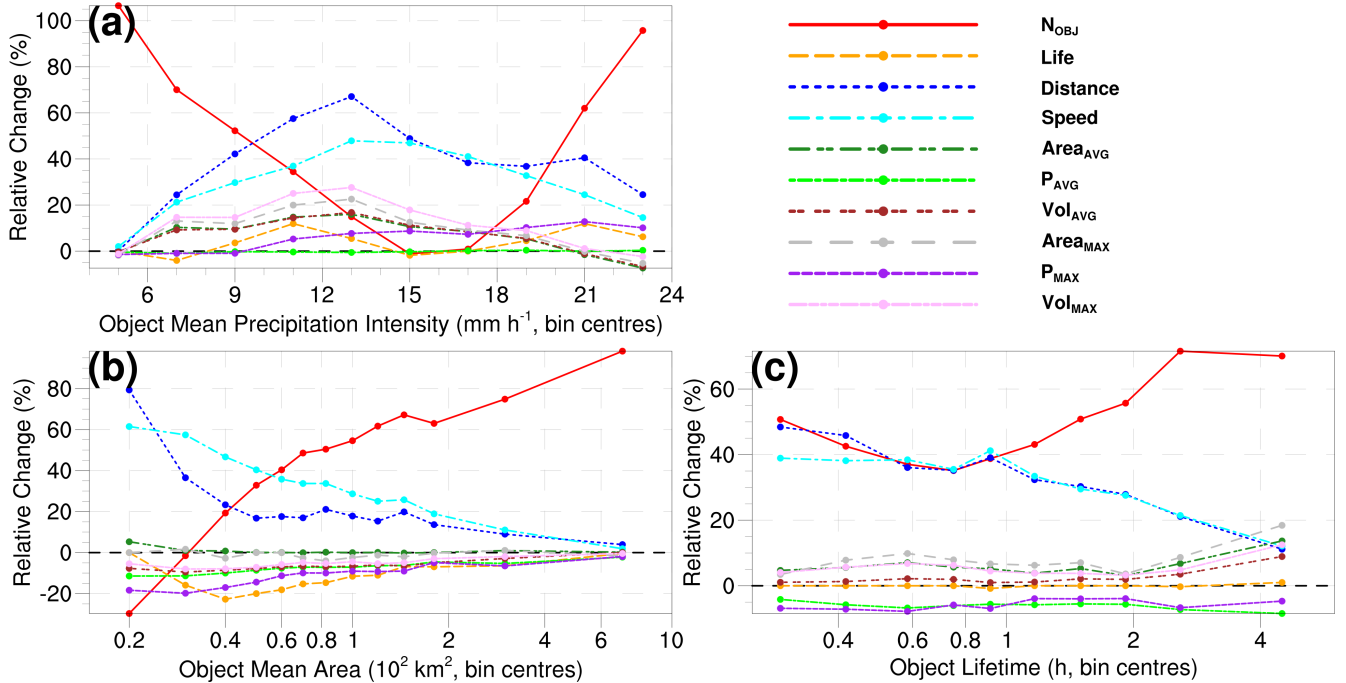 (a)
100
80
60
40
20
0
Relative Change (%)
6 9 12 15 18 21 24
Object Mean Precipitation Intensity (mm h-1, bin centres)
NOBJ
Life
Distance
Speed
AreaAVG
PAVG
VolAVG
AreaMAX
PMAX
VolMAX
(b)
80
60
40
20
0
-20
Relative Change (%)
0.2 0.4 0.6 0.8 1 2 4 6 10
Object Mean Area (102 km2, bin centres)
(c)
60
40
20
0
Relative Change (%)
0.4 0.6 0.8 1 2 4
Object Lifetime (h, bin centres)